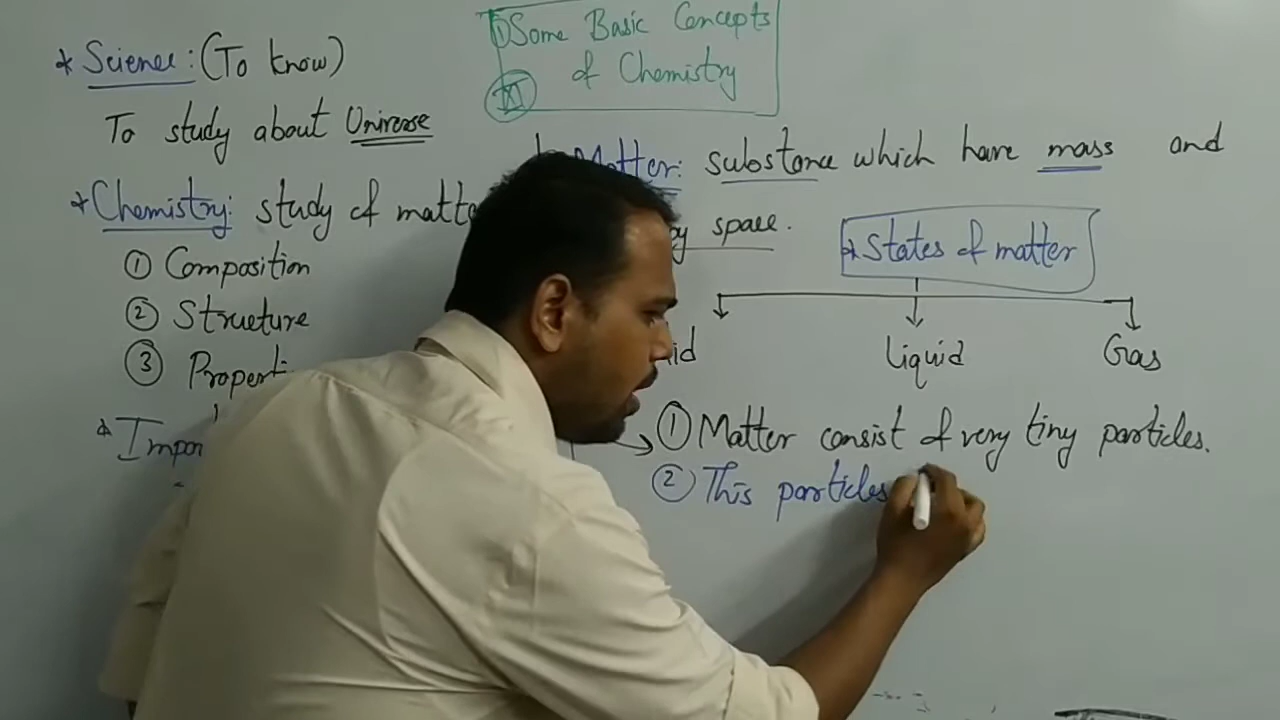 ① Some Basic Concepts
of Chemistry
XI
* Science: (To know)
To study about Universe
* Chemistry: study of matte
① Composition
② Structure
③ Properti
* Impor
* Matter: substance which have mass and
space.
* States of matter
Liquid
Gas
① Matter consist of very tiny particles.
② This particles